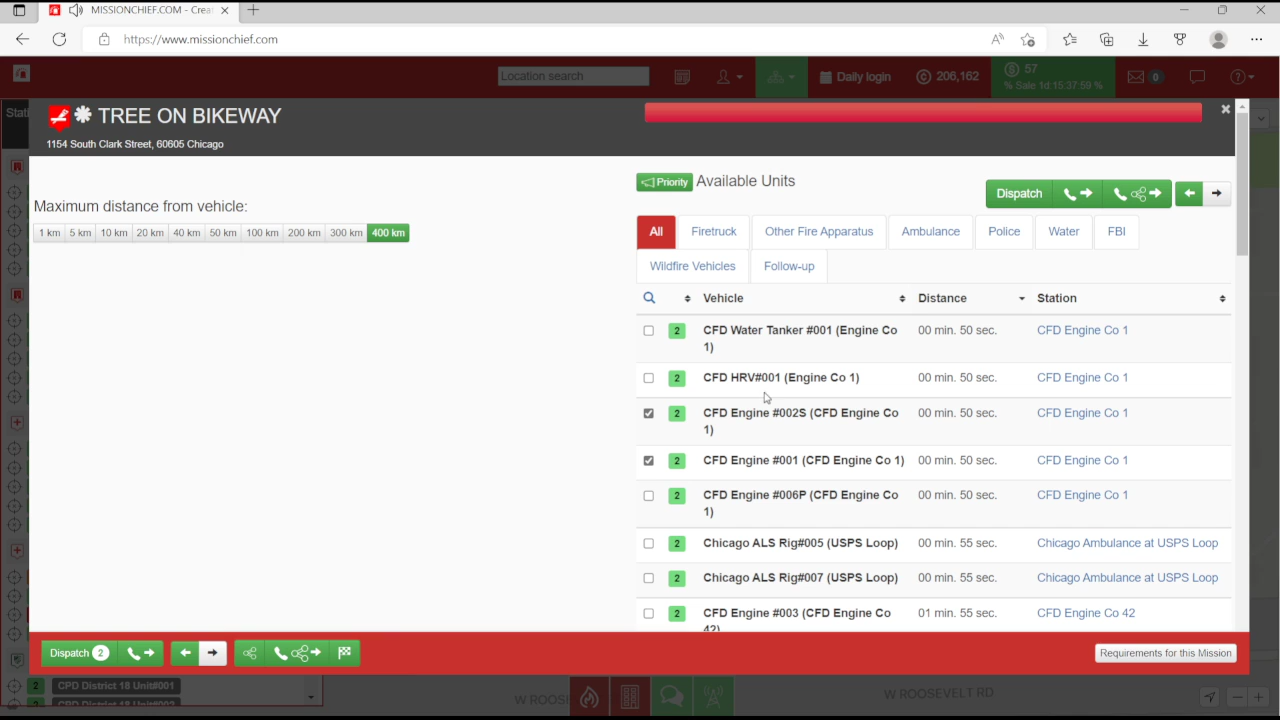 MISSIONCHIEF.COM - Crea
https://www.missionchief.com
Location search
Daily login
206,162
57
% Sale 1d:15:37:59 %
0
TREE ON BIKEWAY
1154 South Clark Street, 60605 Chicago
Maximum distance from vehicle:
1 km 5 km 10 km 20 km 40 km 50 km 100 km 200 km 300 km 400 km
Priority Available Units
Dispatch
All Firetruck Other Fire Apparatus Ambulance Police Water FBI
Wildfire Vehicles Follow-up
Vehicle Distance Station
2 CFD Water Tanker #001 (Engine Co 1) 00 min. 50 sec. CFD Engine Co 1
2 CFD HRV#001 (Engine Co 1) 00 min. 50 sec. CFD Engine Co 1
2 CFD Engine #002S (CFD Engine Co 1) 00 min. 50 sec. CFD Engine Co 1
2 CFD Engine #001 (CFD Engine Co 1) 00 min. 50 sec. CFD Engine Co 1
2 CFD Engine #006P (CFD Engine Co 1) 00 min. 50 sec. CFD Engine Co 1
2 Chicago ALS Rig#005 (USPS Loop) 00 min. 55 sec. Chicago Ambulance at USPS Loop
2 Chicago ALS Rig#007 (USPS Loop) 00 min. 55 sec. Chicago Ambulance at USPS Loop
2 CFD Engine #003 (CFD Engine Co 42) 01 min. 55 sec. CFD Engine Co 42
Dispatch 2
Requirements for this Mission
2 CPD District 18 Unit#001
2 CPD District 18 Unit#002
W ROOSEVELT RD